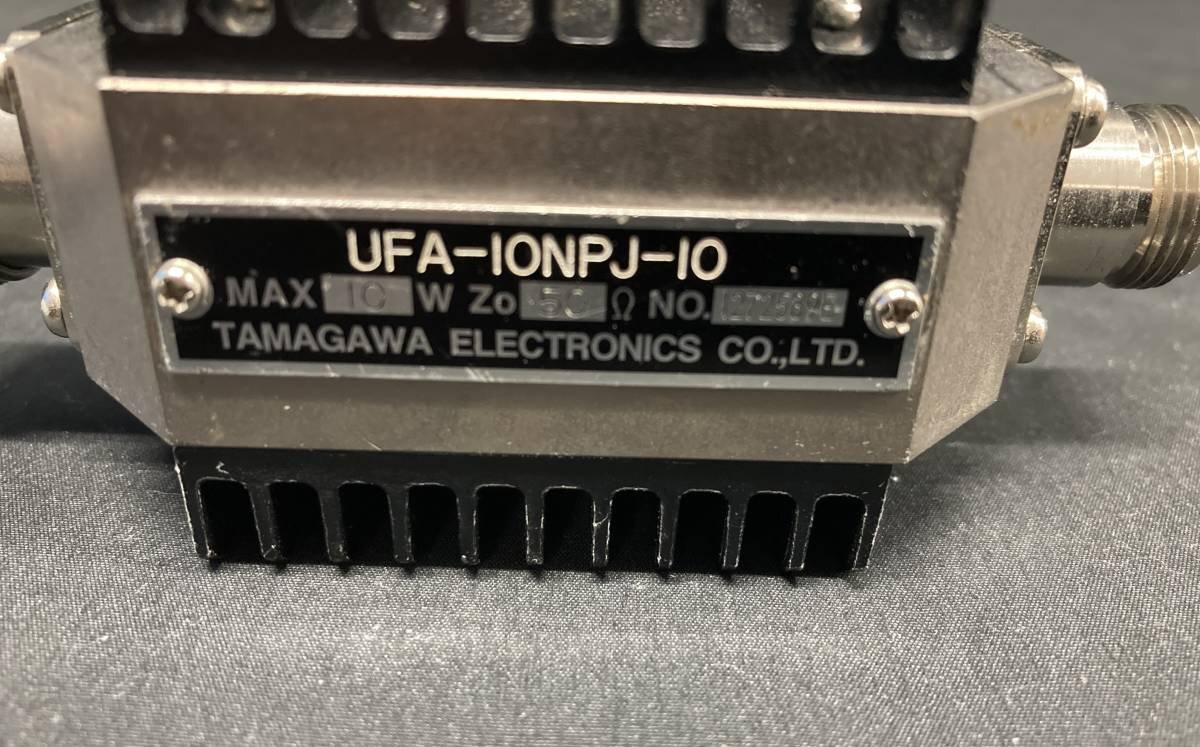 UFA-10NPJ-10
MAX 10 W Zo 50 Ω NO.
TAMAGAWA ELECTRONICS CO.,LTD.